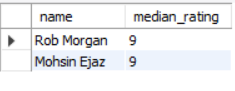 name median_rating
Rob Morgan 9
Mohsin Ejaz 9